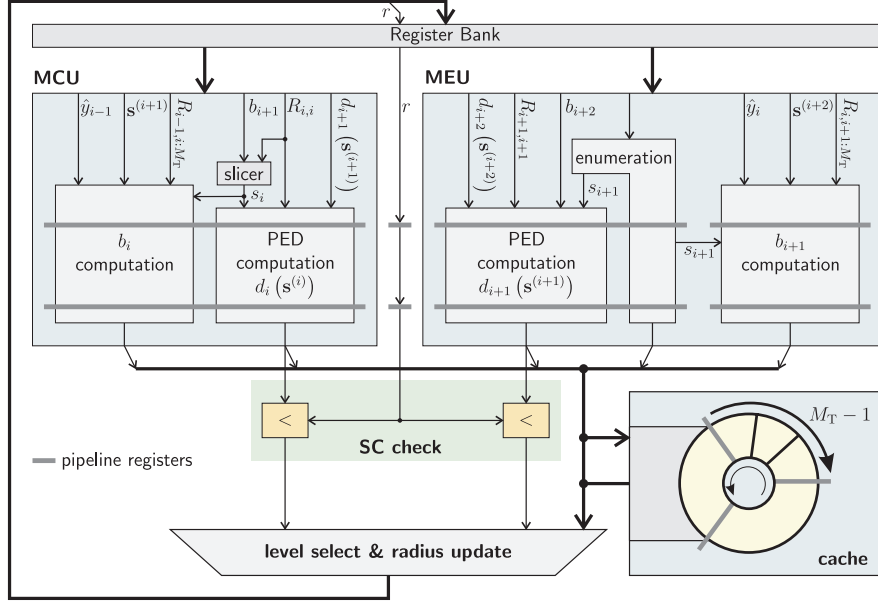 r
Register Bank
MCU
MEU
ŷ_{i−1}
s^{(i+1)}
R_{i−1,i:M_T}
b_{i+1}
R_{i,i}
d_{i+1} (s^{(i+1)})
r
d_{i+2} (s^{(i+2)})
R_{i+1,i+1}
b_{i+2}
ŷ_i
s^{(i+2)}
R_{i,i+1:M_T}
slicer
enumeration
s_i
s_{i+1}
b_i
computation
PED
computation
d_i (s^{(i)})
PED
computation
d_{i+1} (s^{(i+1)})
s_{i+1}
b_{i+1}
computation
<
<
SC check
M_T − 1
pipeline registers
level select & radius update
cache